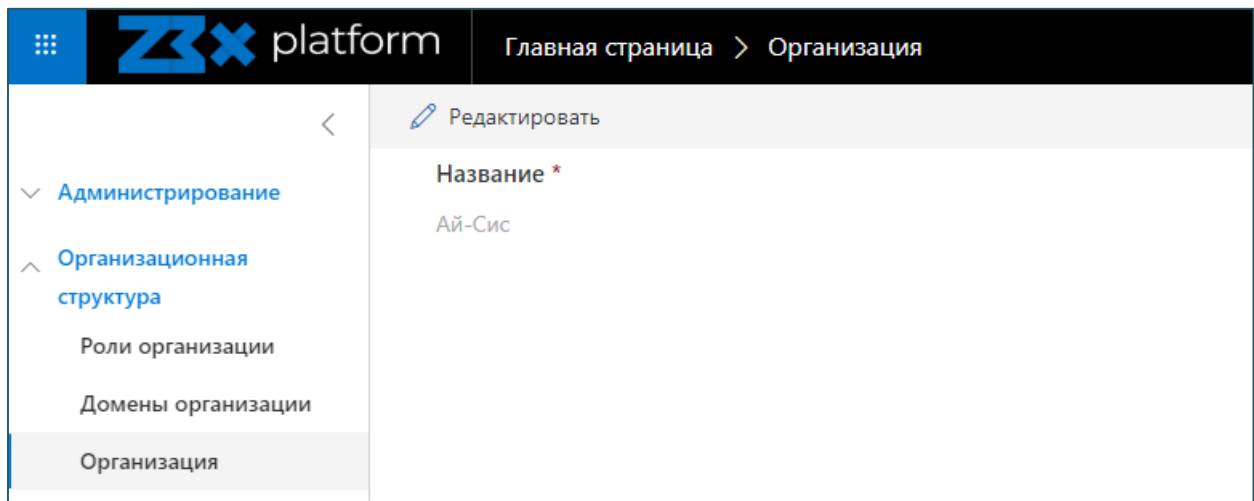 Z3X platform
Главная страница > Организация
Редактировать
Название *
Ай-Сис
Администрирование
Организационная
структура
Роли организации
Домены организации
Организация